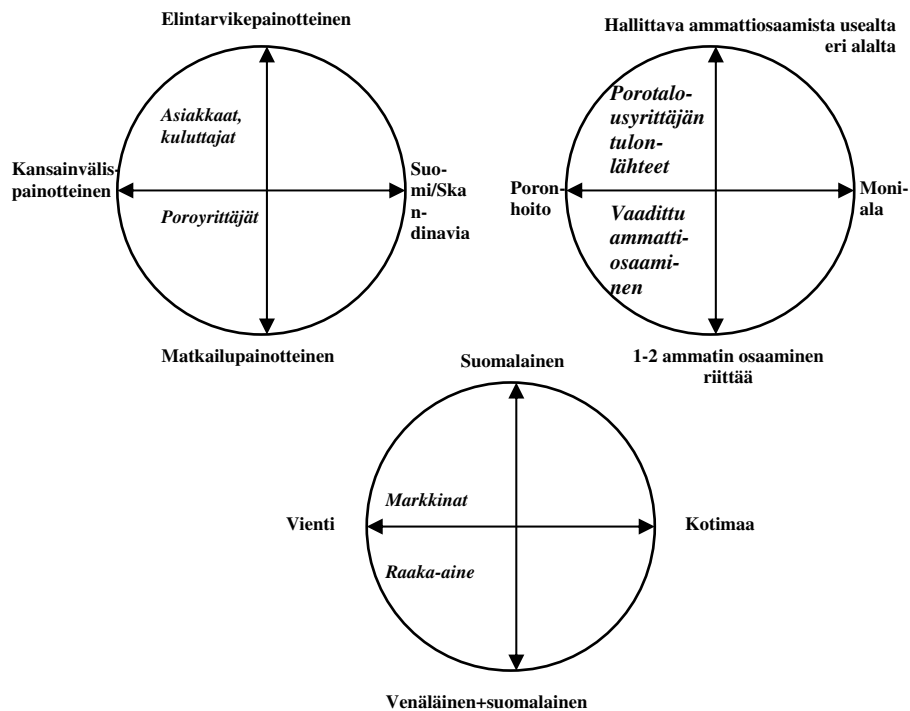 Elintarvikepainotteinen
Asiakkaat,
kuluttajat
Kansainvälis-
painotteinen
Suo-
mi/Ska
n-
dinavia
Poroyrittäjät
Matkailupainotteinen
Hallittava ammattiosaamista usealta
eri alalta
Porotalo-
usyrittäjän
tulon-
lähteet
Poron-
hoito
Moni-
ala
Vaadittu
ammatti-
osaami-
nen
1-2 ammatin osaaminen
riittää
Suomalainen
Markkinat
Vienti
Kotimaa
Raaka-aine
Venäläinen+suomalainen